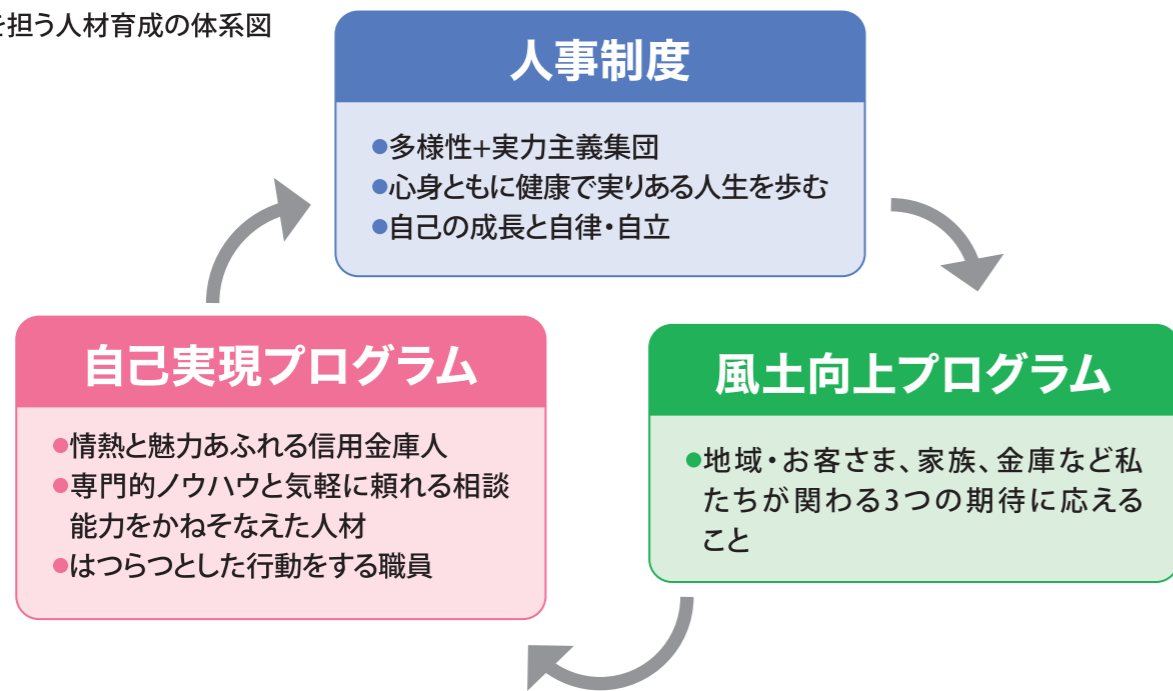 を担う人材育成の体系図
人事制度
●多様性+実力主義集団
●心身ともに健康で実りある人生を歩む
●自己の成長と自律・自立
自己実現プログラム
●情熱と魅力あふれる信用金庫人
●専門的ノウハウと気軽に頼れる相談
能力をかねそなえた人材
●はつらつとした行動をする職員
風土向上プログラム
●地域・お客さま、家族、金庫など私
たちが関わる3つの期待に応える
こと